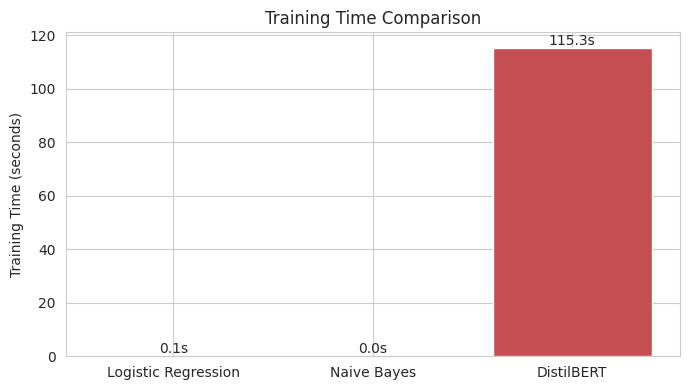 Training Time Comparison
Training Time (seconds)
120
100
80
60
40
20
0
0.1s
0.0s
115.3s
Logistic Regression
Naive Bayes
DistilBERT